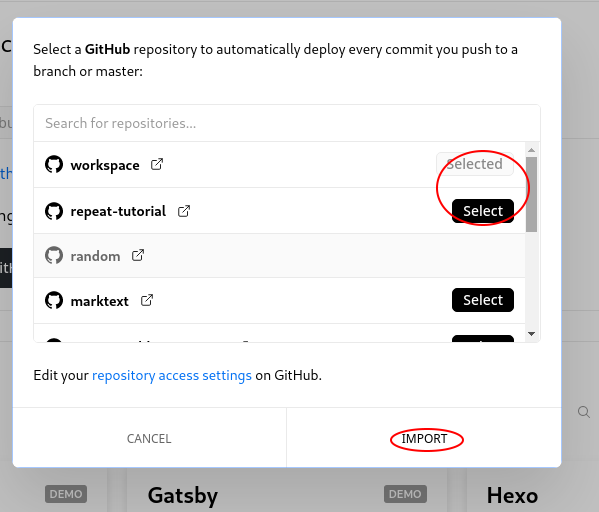 Select a GitHub repository to automatically deploy every commit you push to a
branch or master:
Search for repositories...
workspace
Selected
repeat-tutorial
Select
random
marktext
Select
Edit your repository access settings on GitHub.
CANCEL
IMPORT
DEMO
Gatsby
DEMO
Hexo